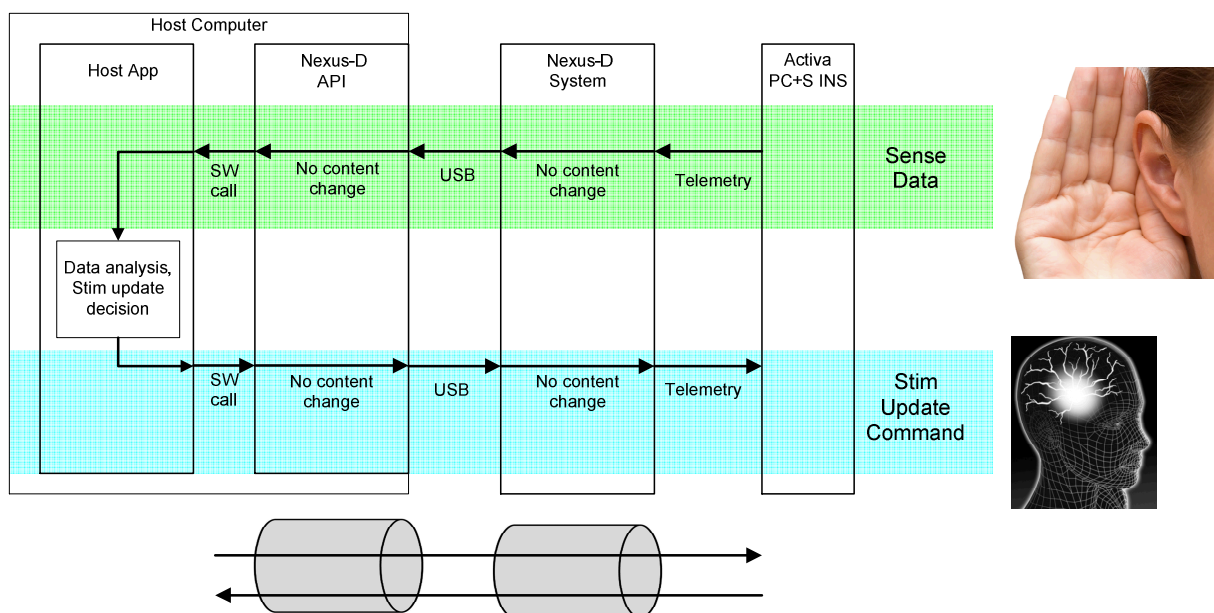 Host Computer
Host App
Nexus-D
API
Nexus-D
System
Activa
PC+S INS
SW
call
No content
change
USB
No content
change
Telemetry
Sense
Data
Data analysis,
Stim update
decision
SW
call
No content
change
USB
No content
change
Telemetry
Stim
Update
Command